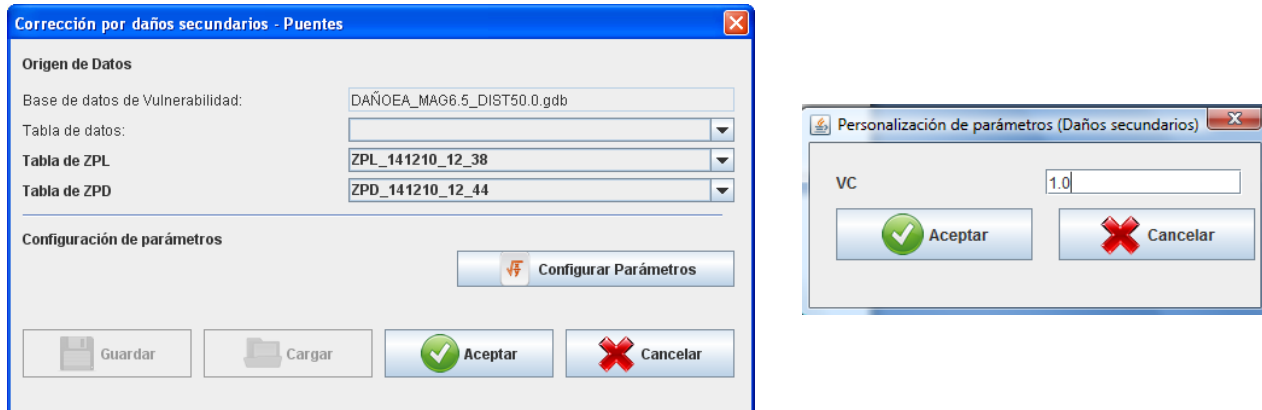 Corrección por daños secundarios - Puentes
Origen de Datos
Base de datos de Vulnerabilidad: DAÑOEA_MAG6.5_DIST50.0.gdb
Tabla de datos:
Tabla de ZPL ZPL_141210_12_38
Tabla de ZPD ZPD_141210_12_44
Configuración de parámetros
Configurar Parámetros
Guardar Cargar Aceptar Cancelar
Personalización de parámetros (Daños secundarios)
VC 1.0
Aceptar Cancelar